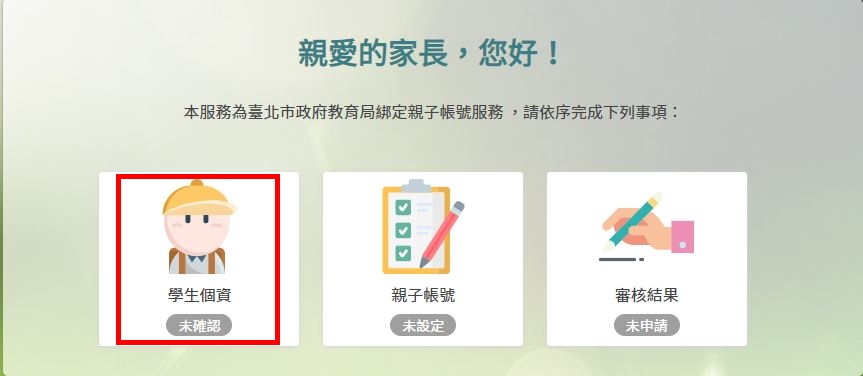 親愛的家長，您好！
本服務為臺北市政府教育局綁定親子帳號服務 ，請依序完成下列事項：
學生個資
未確認
親子帳號
未設定
審核結果
未申請